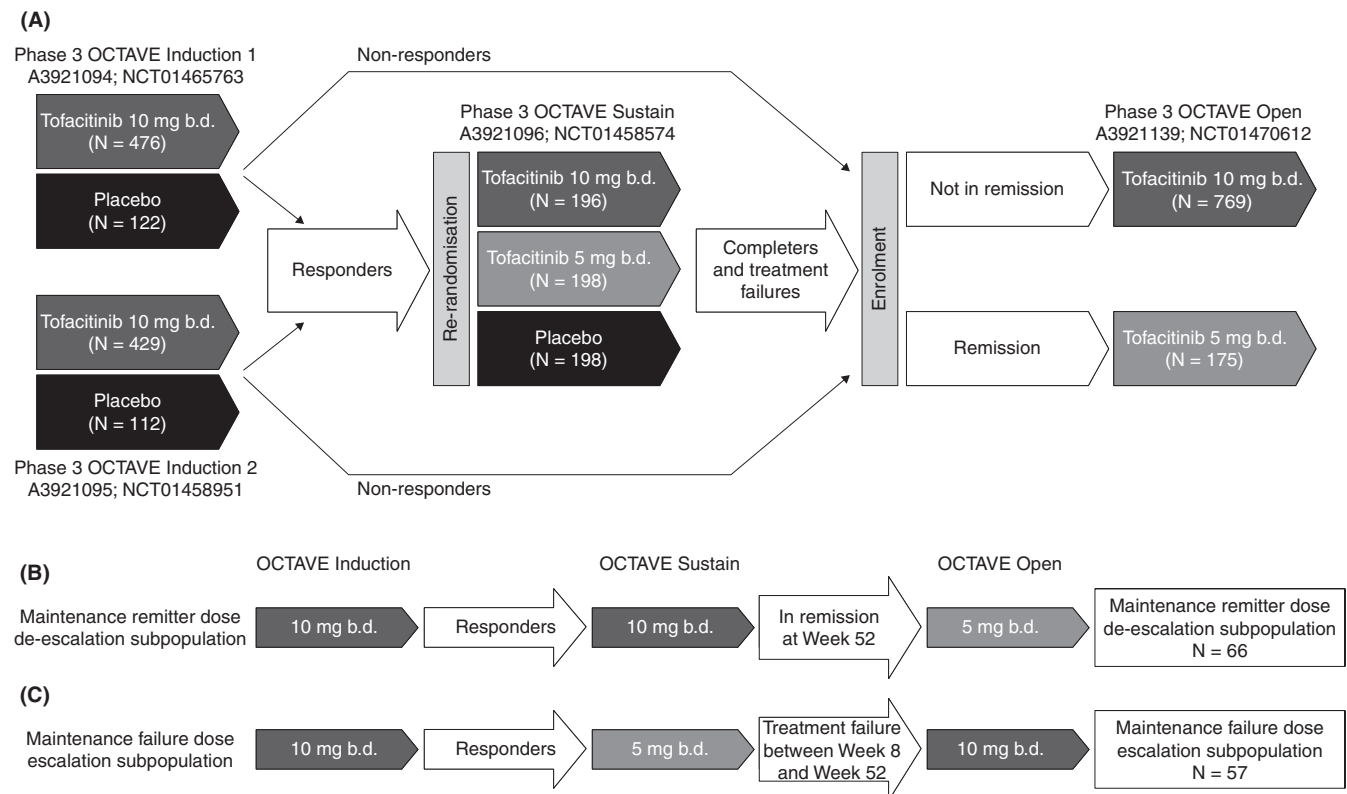 (A)
Phase 3 OCTAVE Induction 1
A3921094; NCT01465763
Tofacitinib 10 mg b.d.
(N = 476)
Placebo
(N = 122)
Tofacitinib 10 mg b.d.
(N = 429)
Placebo
(N = 112)
Phase 3 OCTAVE Induction 2
A3921095; NCT01458951
Non-responders
Responders
Non-responders
Phase 3 OCTAVE Sustain
A3921096; NCT01458574
Re-randomisation
Tofacitinib 10 mg b.d.
(N = 196)
Tofacitinib 5 mg b.d.
(N = 198)
Placebo
(N = 198)
Completers
and treatment
failures
Enrolment
Not in remission
Remission
Phase 3 OCTAVE Open
A3921139; NCT01470612
Tofacitinib 10 mg b.d.
(N = 769)
Tofacitinib 5 mg b.d.
(N = 175)
(B)
OCTAVE Induction
OCTAVE Sustain
OCTAVE Open
Maintenance remitter dose
de-escalation subpopulation
10 mg b.d.
Responders
10 mg b.d.
In remission
at Week 52
5 mg b.d.
Maintenance remitter dose
de-escalation subpopulation
N = 66
(C)
Maintenance failure dose
escalation subpopulation
10 mg b.d.
Responders
5 mg b.d.
Treatment failure
between Week 8
and Week 52
10 mg b.d.
Maintenance failure dose
escalation subpopulation
N = 57